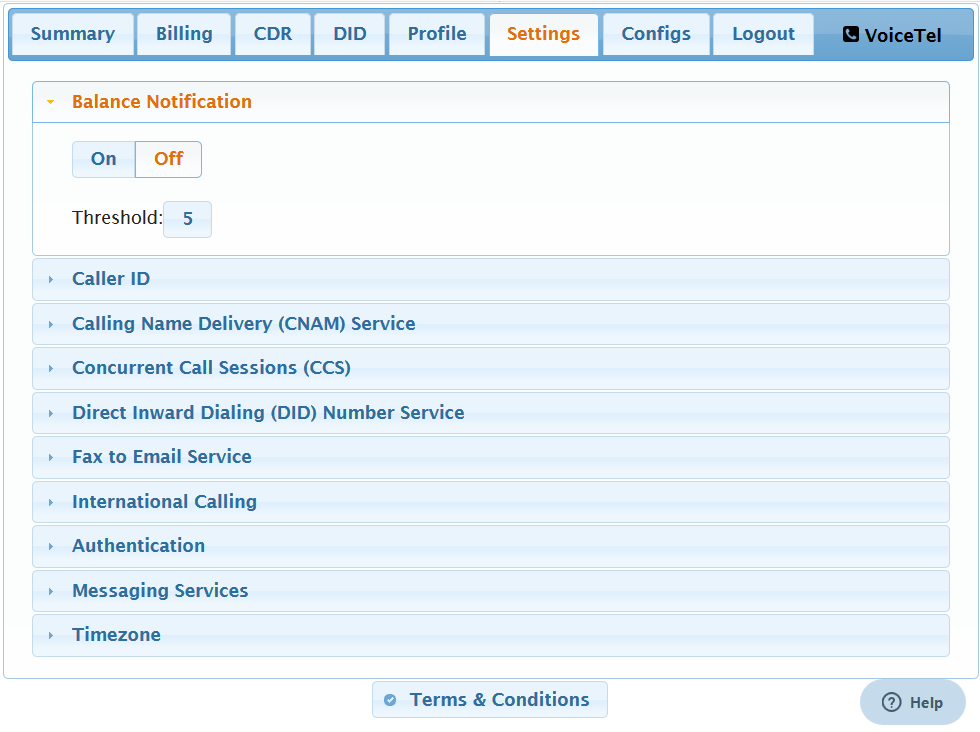 Summary Billing CDR DID Profile Settings Configs Logout VoiceTel
Balance Notification
On Off
Threshold: 5
Caller ID
Calling Name Delivery (CNAM) Service
Concurrent Call Sessions (CCS)
Direct Inward Dialing (DID) Number Service
Fax to Email Service
International Calling
Authentication
Messaging Services
Timezone
Terms & Conditions
Help